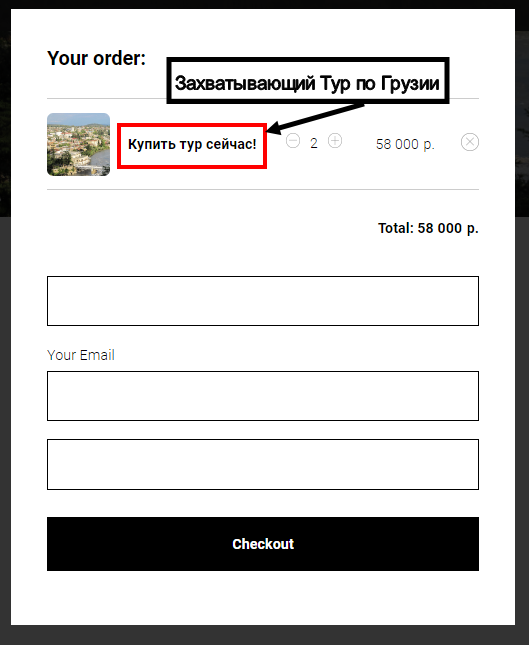 Your order:
Захватывающий Тур по Грузии
Купить тур сейчас!
2
58 000 р.
Total: 58 000 р.
Your Email
Checkout